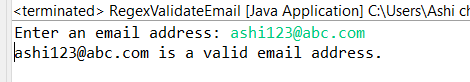 <terminated> RegexValidateEmail [Java Application] C:\Users\Ashi ch
Enter an email address: ashi123@abc.com
ashi123@abc.com is a valid email address.